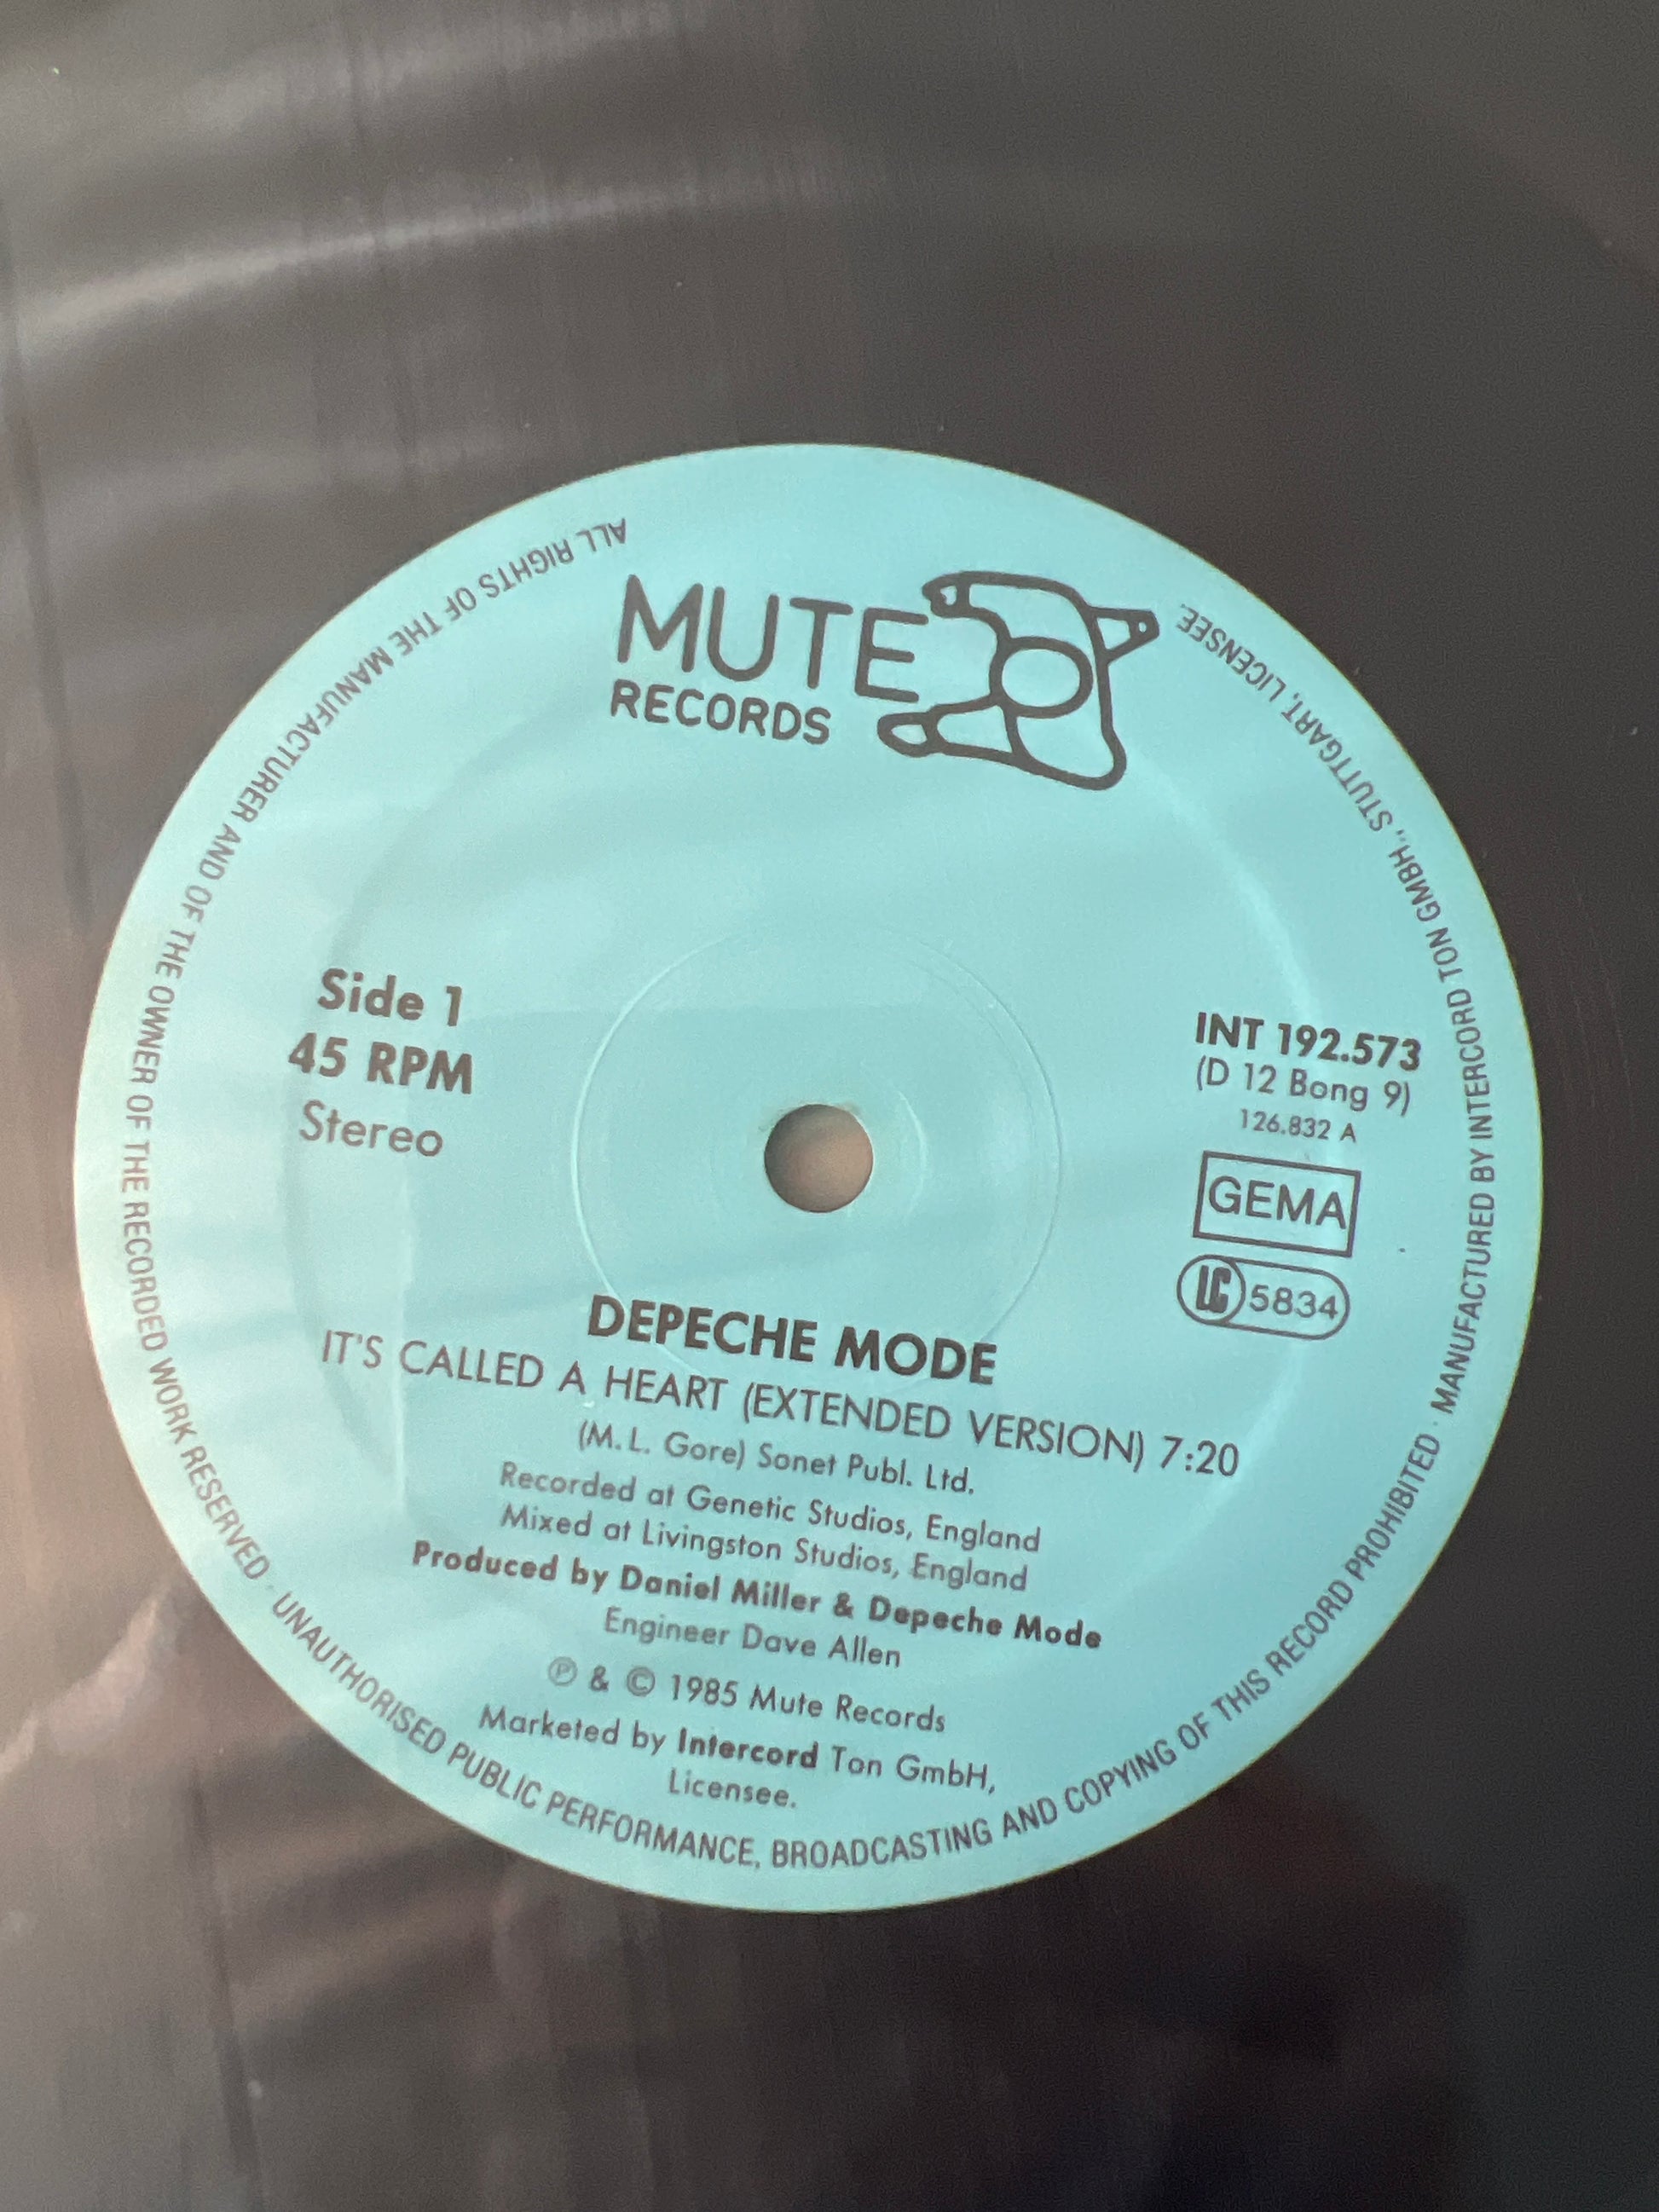 MUTE
RECORDS
Side 1
45 RPM
Stereo
INT 192.573
(D 12 Bong 9)
126.832 A
GEMA
LC 5834
DEPECHE MODE
IT'S CALLED A HEART (EXTENDED VERSION) 7:20
(M. L. Gore) Sonet Publ. Ltd.
Recorded at Genetic Studios, England
Mixed at Livingston Studios, England
Produced by Daniel Miller & Depeche Mode
Engineer Dave Allen
Ⓟ & © 1985 Mute Records
Marketed by Intercord Ton GmbH,
Licensee.
ALL RIGHTS OF THE MANUFACTURER AND OF THE OWNER OF THE RECORDED WORK RESERVED · UNAUTHORISED PUBLIC PERFORMANCE, BROADCASTING AND COPYING OF THIS RECORD PROHIBITED · MANUFACTURED BY INTERCORD TON GMBH., STUTTGART, LICENSEE.